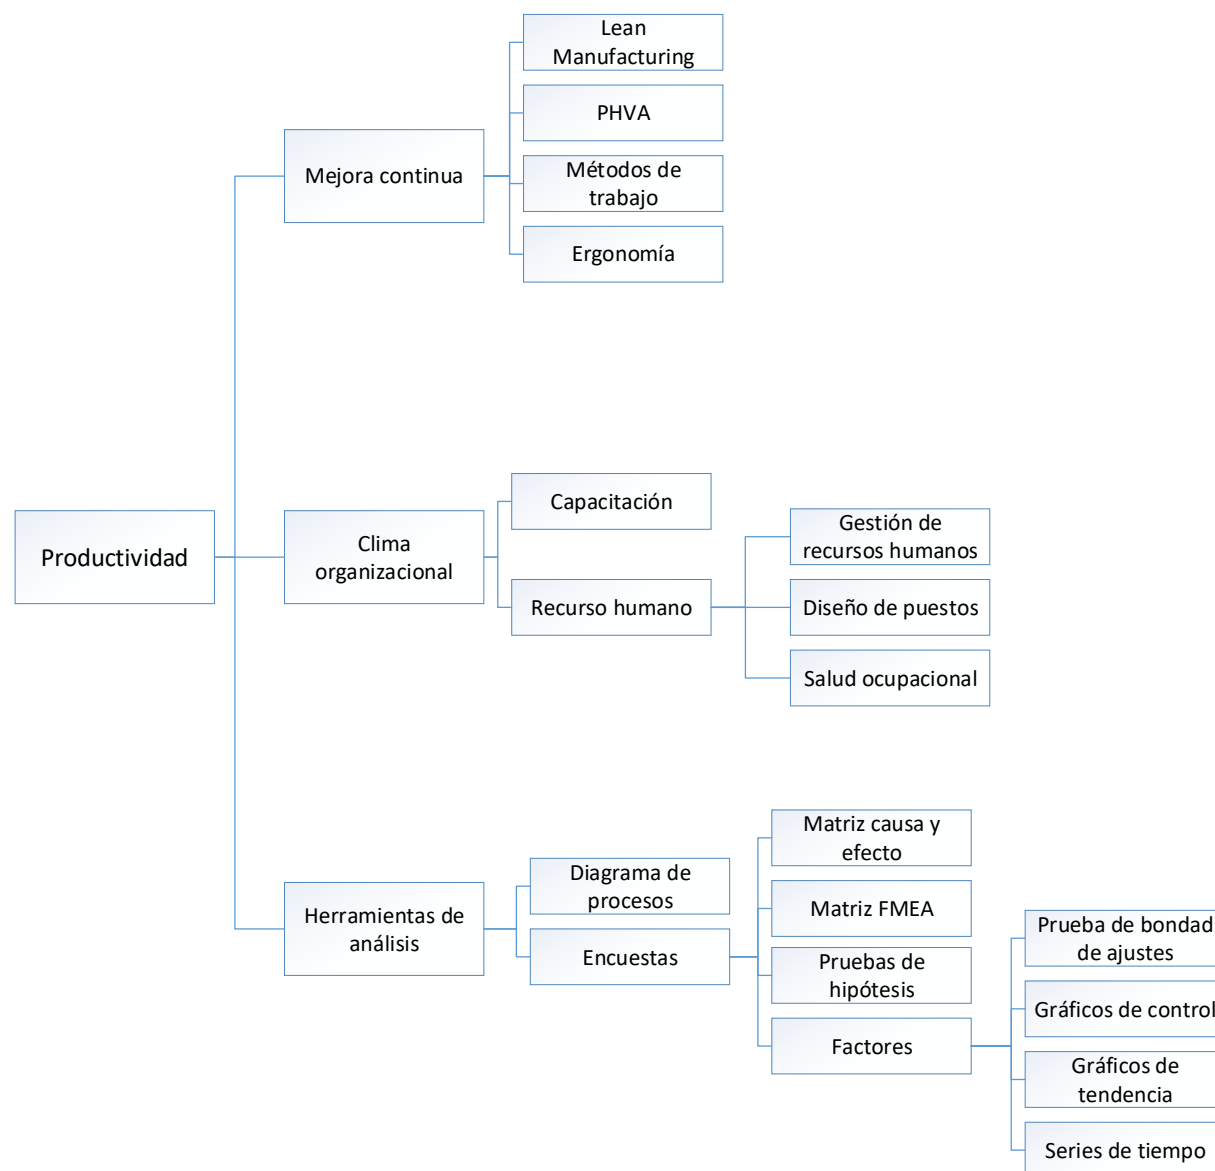 Lean
Manufacturing
PHVA
Mejora continua
Métodos de
trabajo
Ergonomía
Productividad
Clima
organizacional
Capacitación
Recurso humano
Gestión de
recursos humanos
Diseño de puestos
Salud ocupacional
Herramientas de
análisis
Diagrama de
procesos
Encuestas
Matriz causa y
efecto
Matriz FMEA
Pruebas de
hipótesis
Factores
Prueba de bondad
de ajustes
Gráficos de control
Gráficos de
tendencia
Series de tiempo